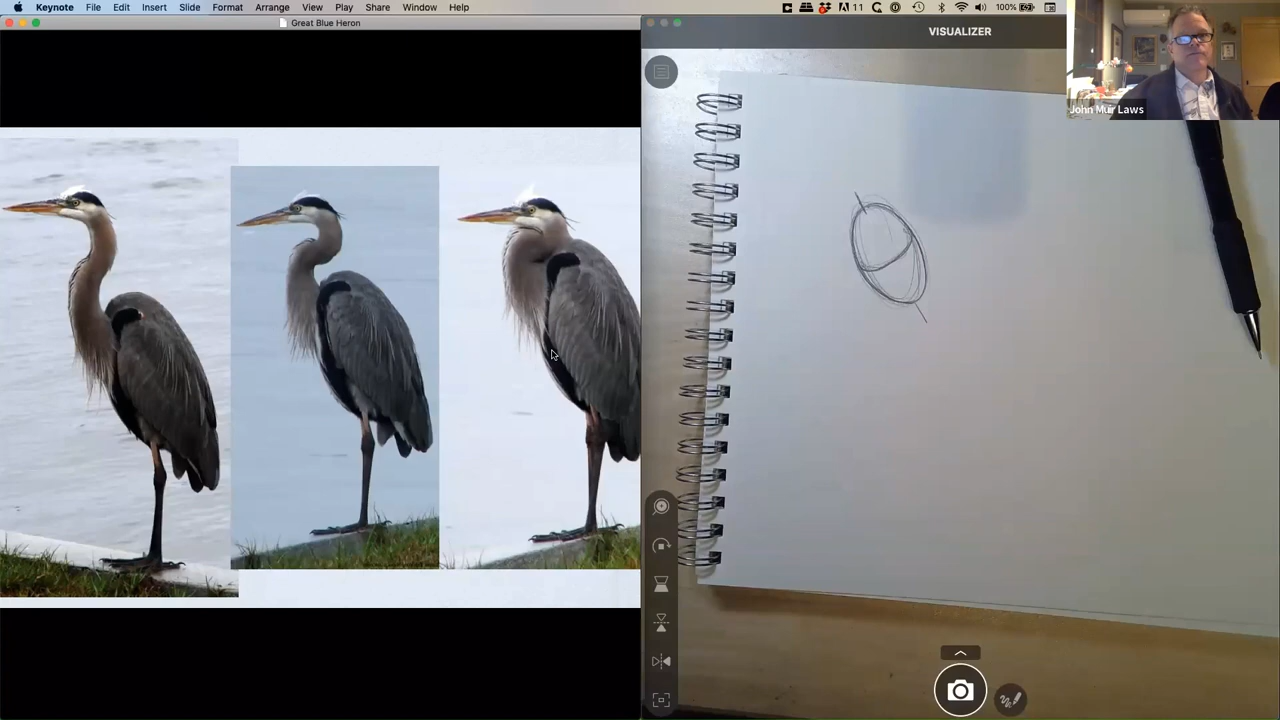 Keynote File Edit Insert Slide Format Arrange View Play Share Window Help 11 100%
Great Blue Heron
VISUALIZER
John Muir Laws